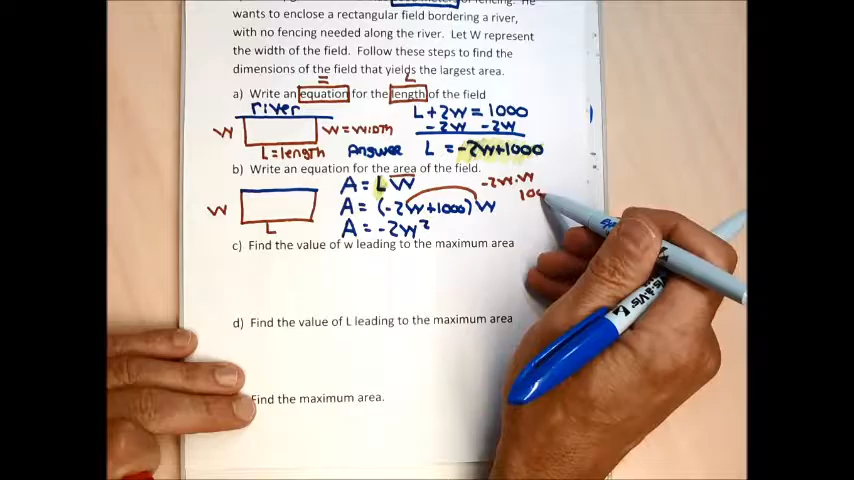 of fencing. He
wants to enclose a rectangular field bordering a river,
with no fencing needed along the river. Let W represent
the width of the field. Follow these steps to find the
dimensions of the field that yields the largest area.
= L
a) Write an equation for the length of the field
river L+2W = 1000
W W = WIDTH -2W -2W
L = length Answer L = -2W+1000
b) Write an equation for the area of the field.
A = LW -2W·W
W A = (-2W+1000)W 100
L A = -2W²
c) Find the value of w leading to the maximum area
d) Find the value of L leading to the maximum area
Find the maximum area.